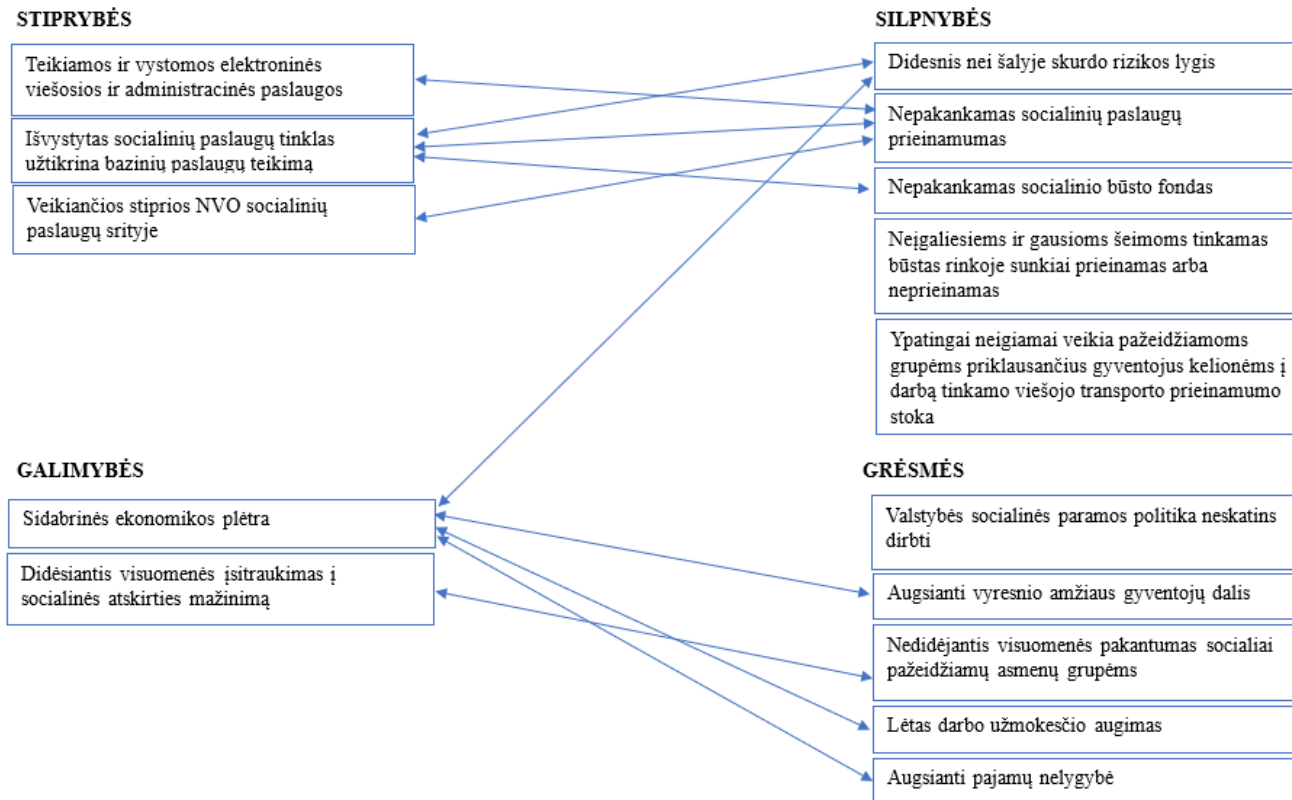 STIPRYBĖS
Teikiamos ir vystomos elektroninės
viešosios ir administracinės paslaugos
Išvystytas socialinių paslaugų tinklas
užtikrina bazinių paslaugų teikimą
Veikiančios stiprios NVO socialinių
paslaugų srityje
SILPNYBĖS
Didesnis nei šalyje skurdo rizikos lygis
Nepakankamas socialinių paslaugų
prieinamumas
Nepakankamas socialinio būsto fondas
Neįgaliesiems ir gausioms šeimoms tinkamas
būstas rinkoje sunkiai prieinamas arba
neprieinamas
Ypatingai neigiamai veikia pažeidžiamoms
grupėms priklausančius gyventojus kelionėms į
darbą tinkamo viešojo transporto prieinamumo
stoka
GALIMYBĖS
Sidabrinės ekonomikos plėtra
Didėsiantis visuomenės įsitraukimas į
socialinės atskirties mažinimą
GRĖSMĖS
Valstybės socialinės paramos politika neskatins
dirbti
Augsianti vyresnio amžiaus gyventojų dalis
Nedidėjantis visuomenės pakantumas socialiai
pažeidžiamų asmenų grupėms
Lėtas darbo užmokesčio augimas
Augsianti pajamų nelygybė